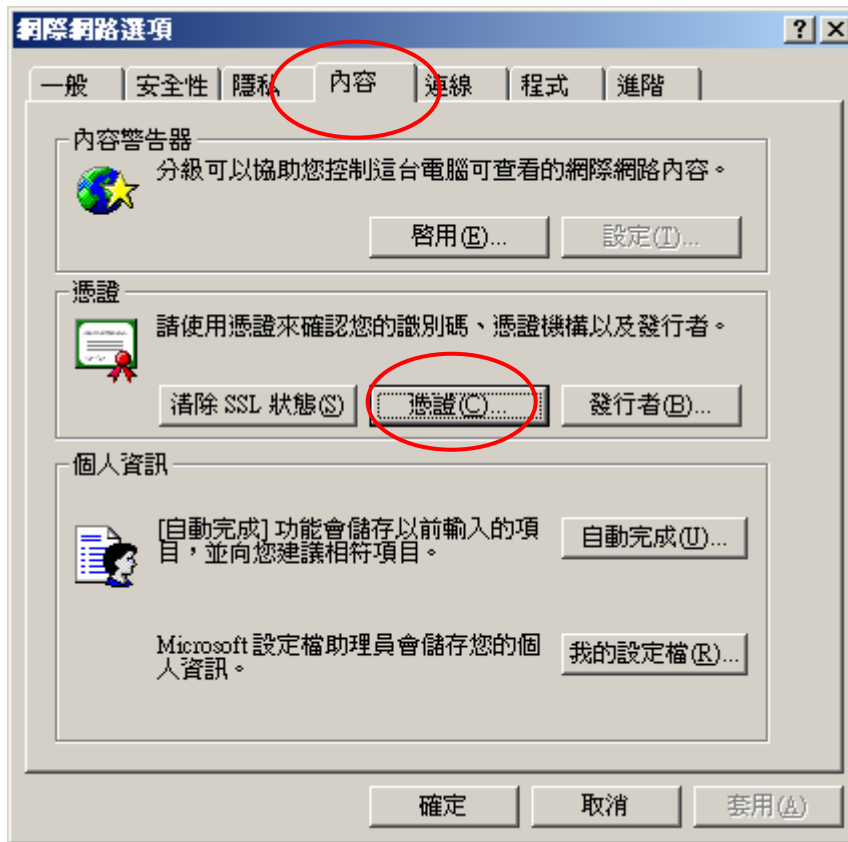 網際網路選項
一般 安全性 隱私 內容 連線 程式 進階
內容警告器
分級可以協助您控制這台電腦可查看的網際網路內容。
啓用(E)... 設定(T)...
憑證
請使用憑證來確認您的識別碼、憑證機構以及發行者。
清除 SSL 狀態(S) 憑證(C)... 發行者(B)...
個人資訊
[自動完成] 功能會儲存以前輸入的項
目，並向您建議相符項目。
自動完成(U)...
Microsoft 設定檔助理員會儲存您的個
人資訊。
我的設定檔(R)...
確定 取消 套用(A)